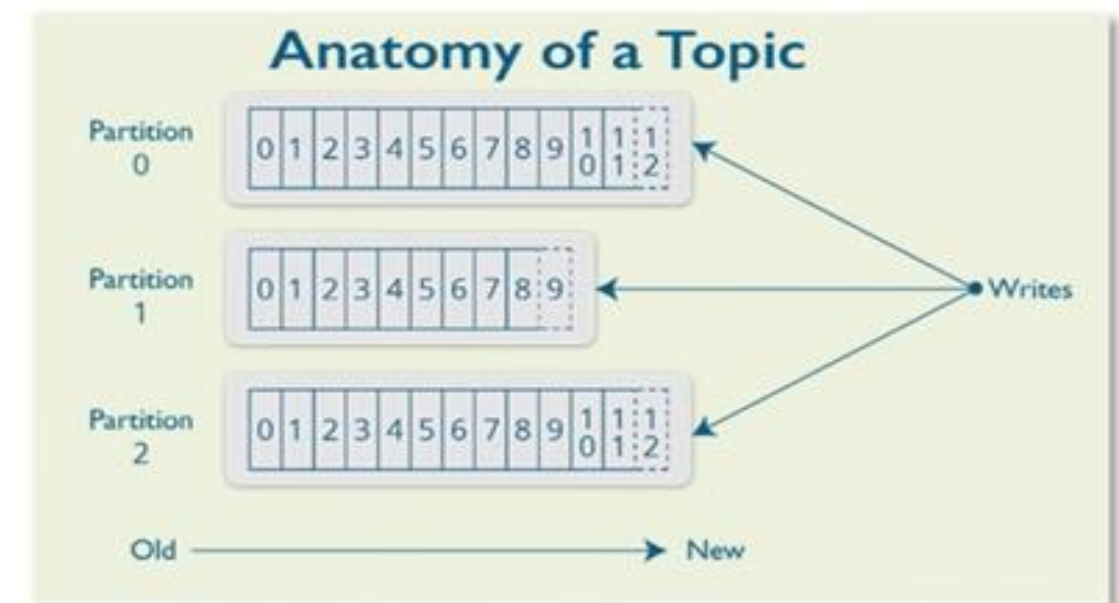 Anatomy of a Topic
Partition
0
0 1 2 3 4 5 6 7 8 9 10 11 12
Partition
1
0 1 2 3 4 5 6 7 8 9
Writes
Partition
2
0 1 2 3 4 5 6 7 8 9 10 11 12
Old
New